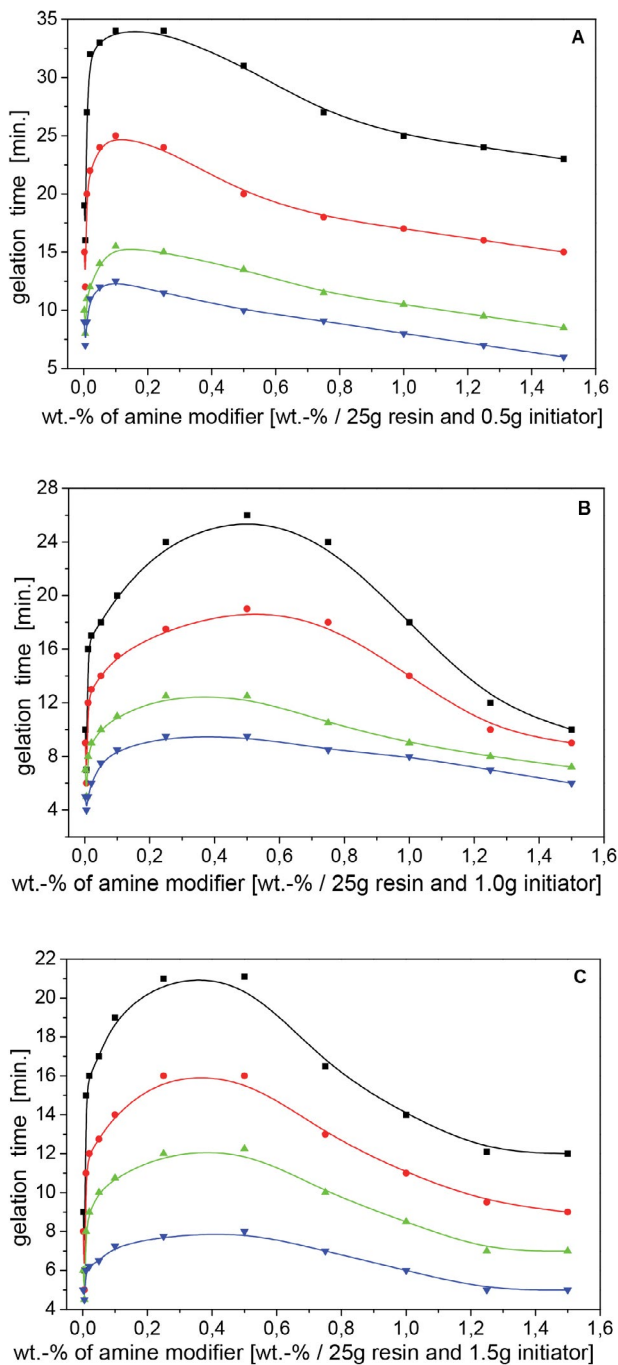 A
35
30
25
20
15
10
5
gelation time [min.]
0,0 0,2 0,4 0,6 0,8 1,0 1,2 1,4 1,6
wt.-% of amine modifier [wt.-% / 25g resin and 0.5g initiator]
B
28
24
20
16
12
8
4
gelation time [min.]
0,0 0,2 0,4 0,6 0,8 1,0 1,2 1,4 1,6
wt.-% of amine modifier [wt.-% / 25g resin and 1.0g initiator]
C
22
20
18
16
14
12
10
8
6
4
gelation time [min.]
0,0 0,2 0,4 0,6 0,8 1,0 1,2 1,4 1,6
wt.-% of amine modifier [wt.-% / 25g resin and 1.5g initiator]